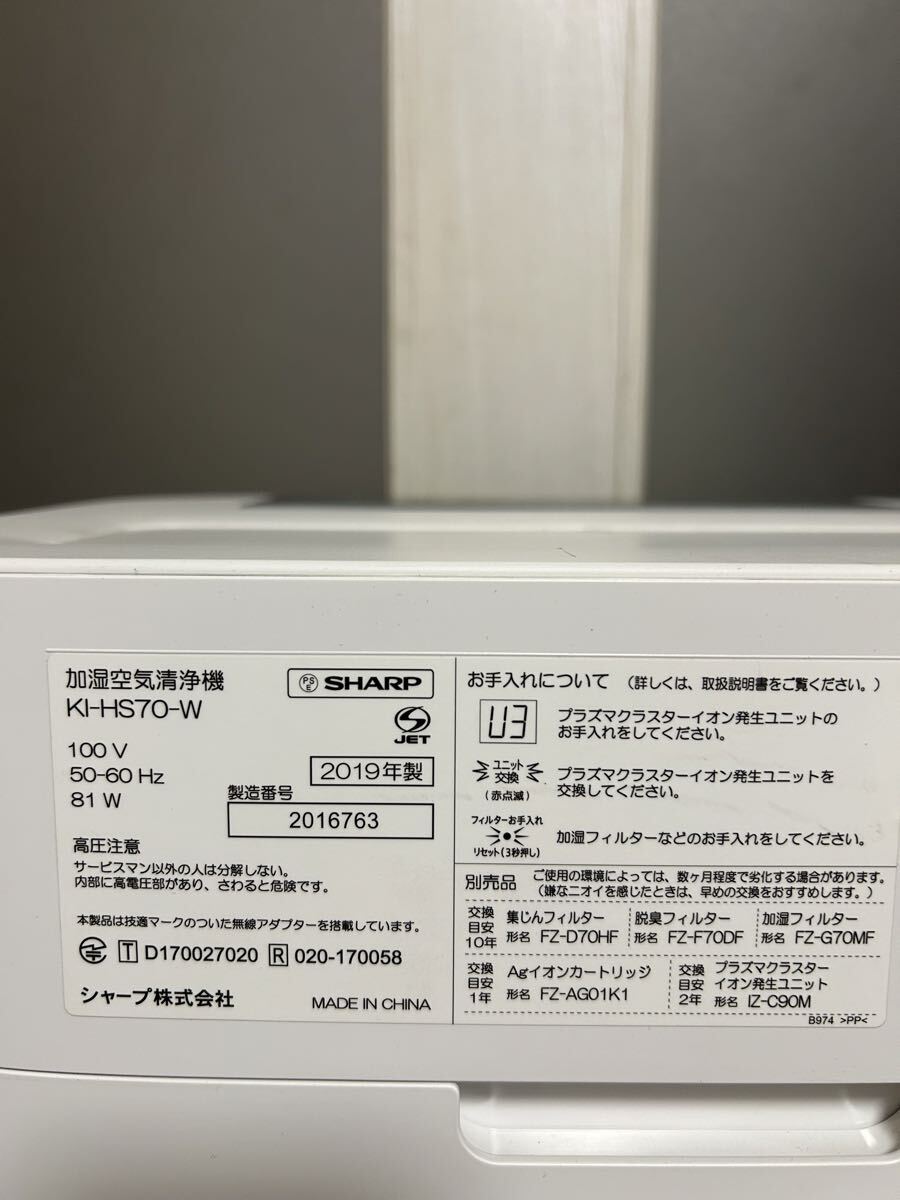 加湿空気清浄機
KI-HS70-W
PS E SHARP
JET
100 V
50-60 Hz
81 W
2019年製
製造番号
2016763
高圧注意
サービスマン以外の人は分解しない。
内部に高電圧部があり、さわると危険です。
本製品は技適マークのついた無線アダプターを搭載しています。
T D170027020 R 020-170058
シャープ株式会社
MADE IN CHINA
お手入れについて (詳しくは、取扱説明書をご覧ください。)
U3
プラズマクラスターイオン発生ユニットの
お手入れをしてください。
ユニット
交換
(赤点滅)
プラズマクラスターイオン発生ユニットを
交換してください。
フィルターお手入れ
リセット(3秒押し)
加湿フィルターなどのお手入れをしてください。
別売品
ご使用の環境によっては、数ヶ月程度で劣化する場合があります。
(嫌なニオイを感じたときは、早めの交換をおすすめします。)
交換
目安
10年
集じんフィルター
形名 FZ-D70HF
脱臭フィルター
形名 FZ-F70DF
加湿フィルター
形名 FZ-G70MF
交換
目安
1年
Agイオンカートリッジ
形名 FZ-AG01K1
交換
目安
2年
プラズマクラスター
イオン発生ユニット
形名 IZ-C90M
B974 >PP<